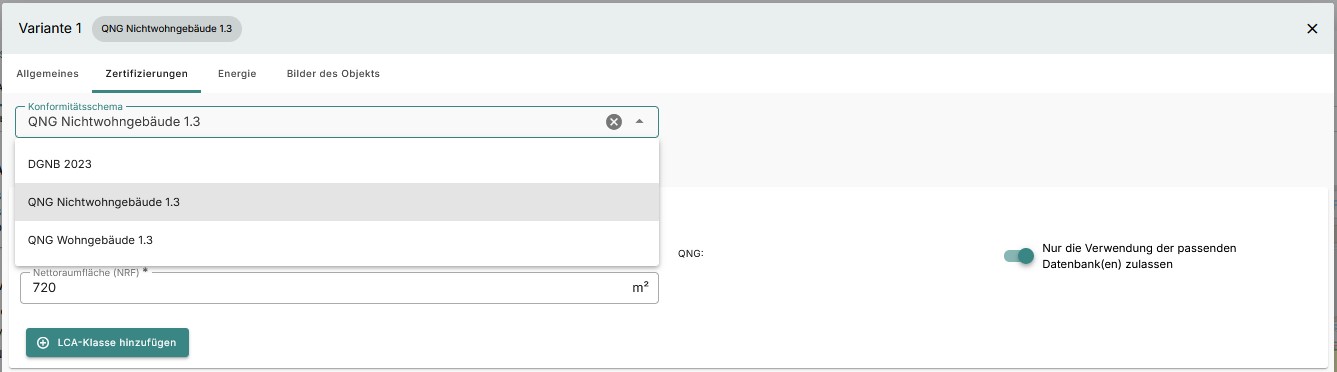 Variante 1 QNG Nichtwohngebäude 1.3
Allgemeines Zertifizierungen Energie Bilder des Objekts
Konformitätsschema
QNG Nichtwohngebäude 1.3
DGNB 2023
QNG Nichtwohngebäude 1.3
QNG Wohngebäude 1.3
QNG:
Nur die Verwendung der passenden
Datenbank(en) zulassen
Nettoraumfläche (NRF) *
720 m²
LCA-Klasse hinzufügen